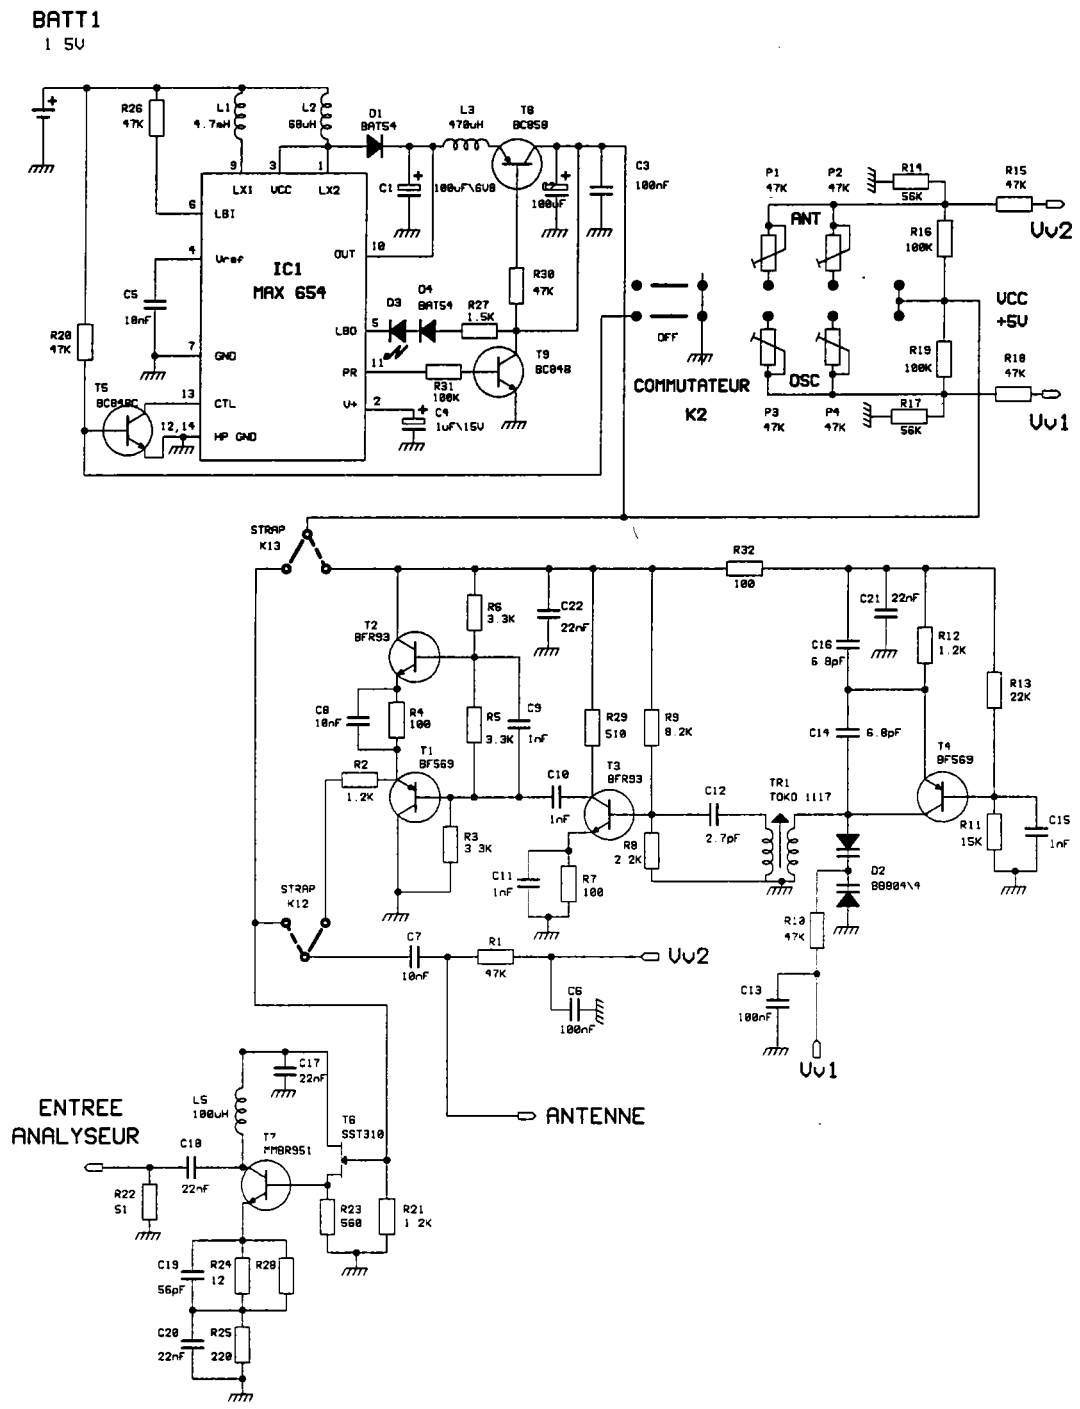 BATT1
1 5V
R26
47K
L1
4.7mH
L2
68uH
D1
BAT54
L3
470uH
T8
BC858
C1
100uF\6V8
C2
100uF
C3
100nF
9
3
1
LX1
VCC
LX2
6
LBI
4
Vref
IC1
MAX 654
OUT
10
C5
10nF
R20
47K
7
GND
D3
D4
BAT54
R27
1.5K
R30
47K
LBO
5
PR
11
R31
100K
T9
BC848
V+
2
C4
1uF\15V
T5
BC848C
13
CTL
12,14
HP GND
OFF
COMMUTATEUR
K2
P1
47K
P2
47K
ANT
R14
56K
R15
47K
Vv2
R16
100K
VCC
+5V
R19
100K
R18
47K
Vv1
OSC
P3
47K
P4
47K
R17
56K
STRAP
K13
R32
100
R6
3.3K
C22
22nF
C21
22nF
T2
BFR93
C16
6.8pF
R12
1.2K
R13
22K
C8
10nF
R4
100
R5
3.3K
C9
1nF
R29
510
R9
8.2K
C14
6.8pF
T1
BF569
R2
1.2K
C10
1nF
T3
BFR93
C12
2.7pF
TR1
TOKO 1117
T4
BF569
R3
3.3K
R8
2 2K
R11
15K
C15
1nF
C11
1nF
R7
100
D2
BB804\4
STRAP
K12
R10
47K
C7
10nF
R1
47K
Vv2
C6
100nF
C13
100nF
Vv1
ENTREE
ANALYSEUR
L5
100uH
C17
22nF
ANTENNE
T6
SST310
T7
MMBR951
C18
22nF
R22
51
R23
560
R21
1 2K
C19
56pF
R24
12
R28
C20
22nF
R25
220